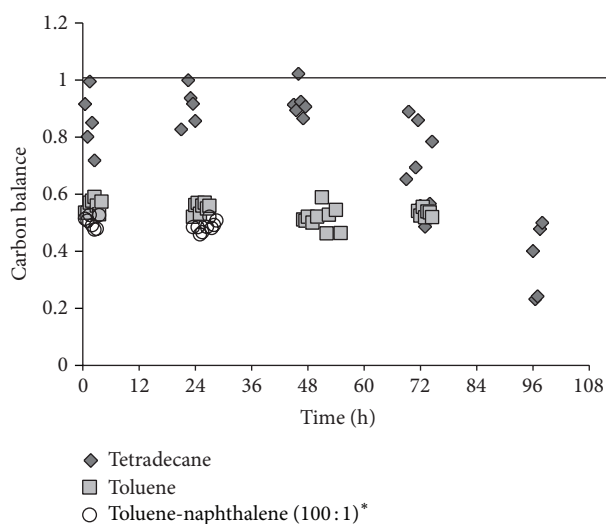 1.2
1
0.8
0.6
0.4
0.2
0
Carbon balance
0 12 24 36 48 60 72 84 96 108
Time (h)
Tetradecane
Toluene
Toluene-naphthalene (100 : 1)*